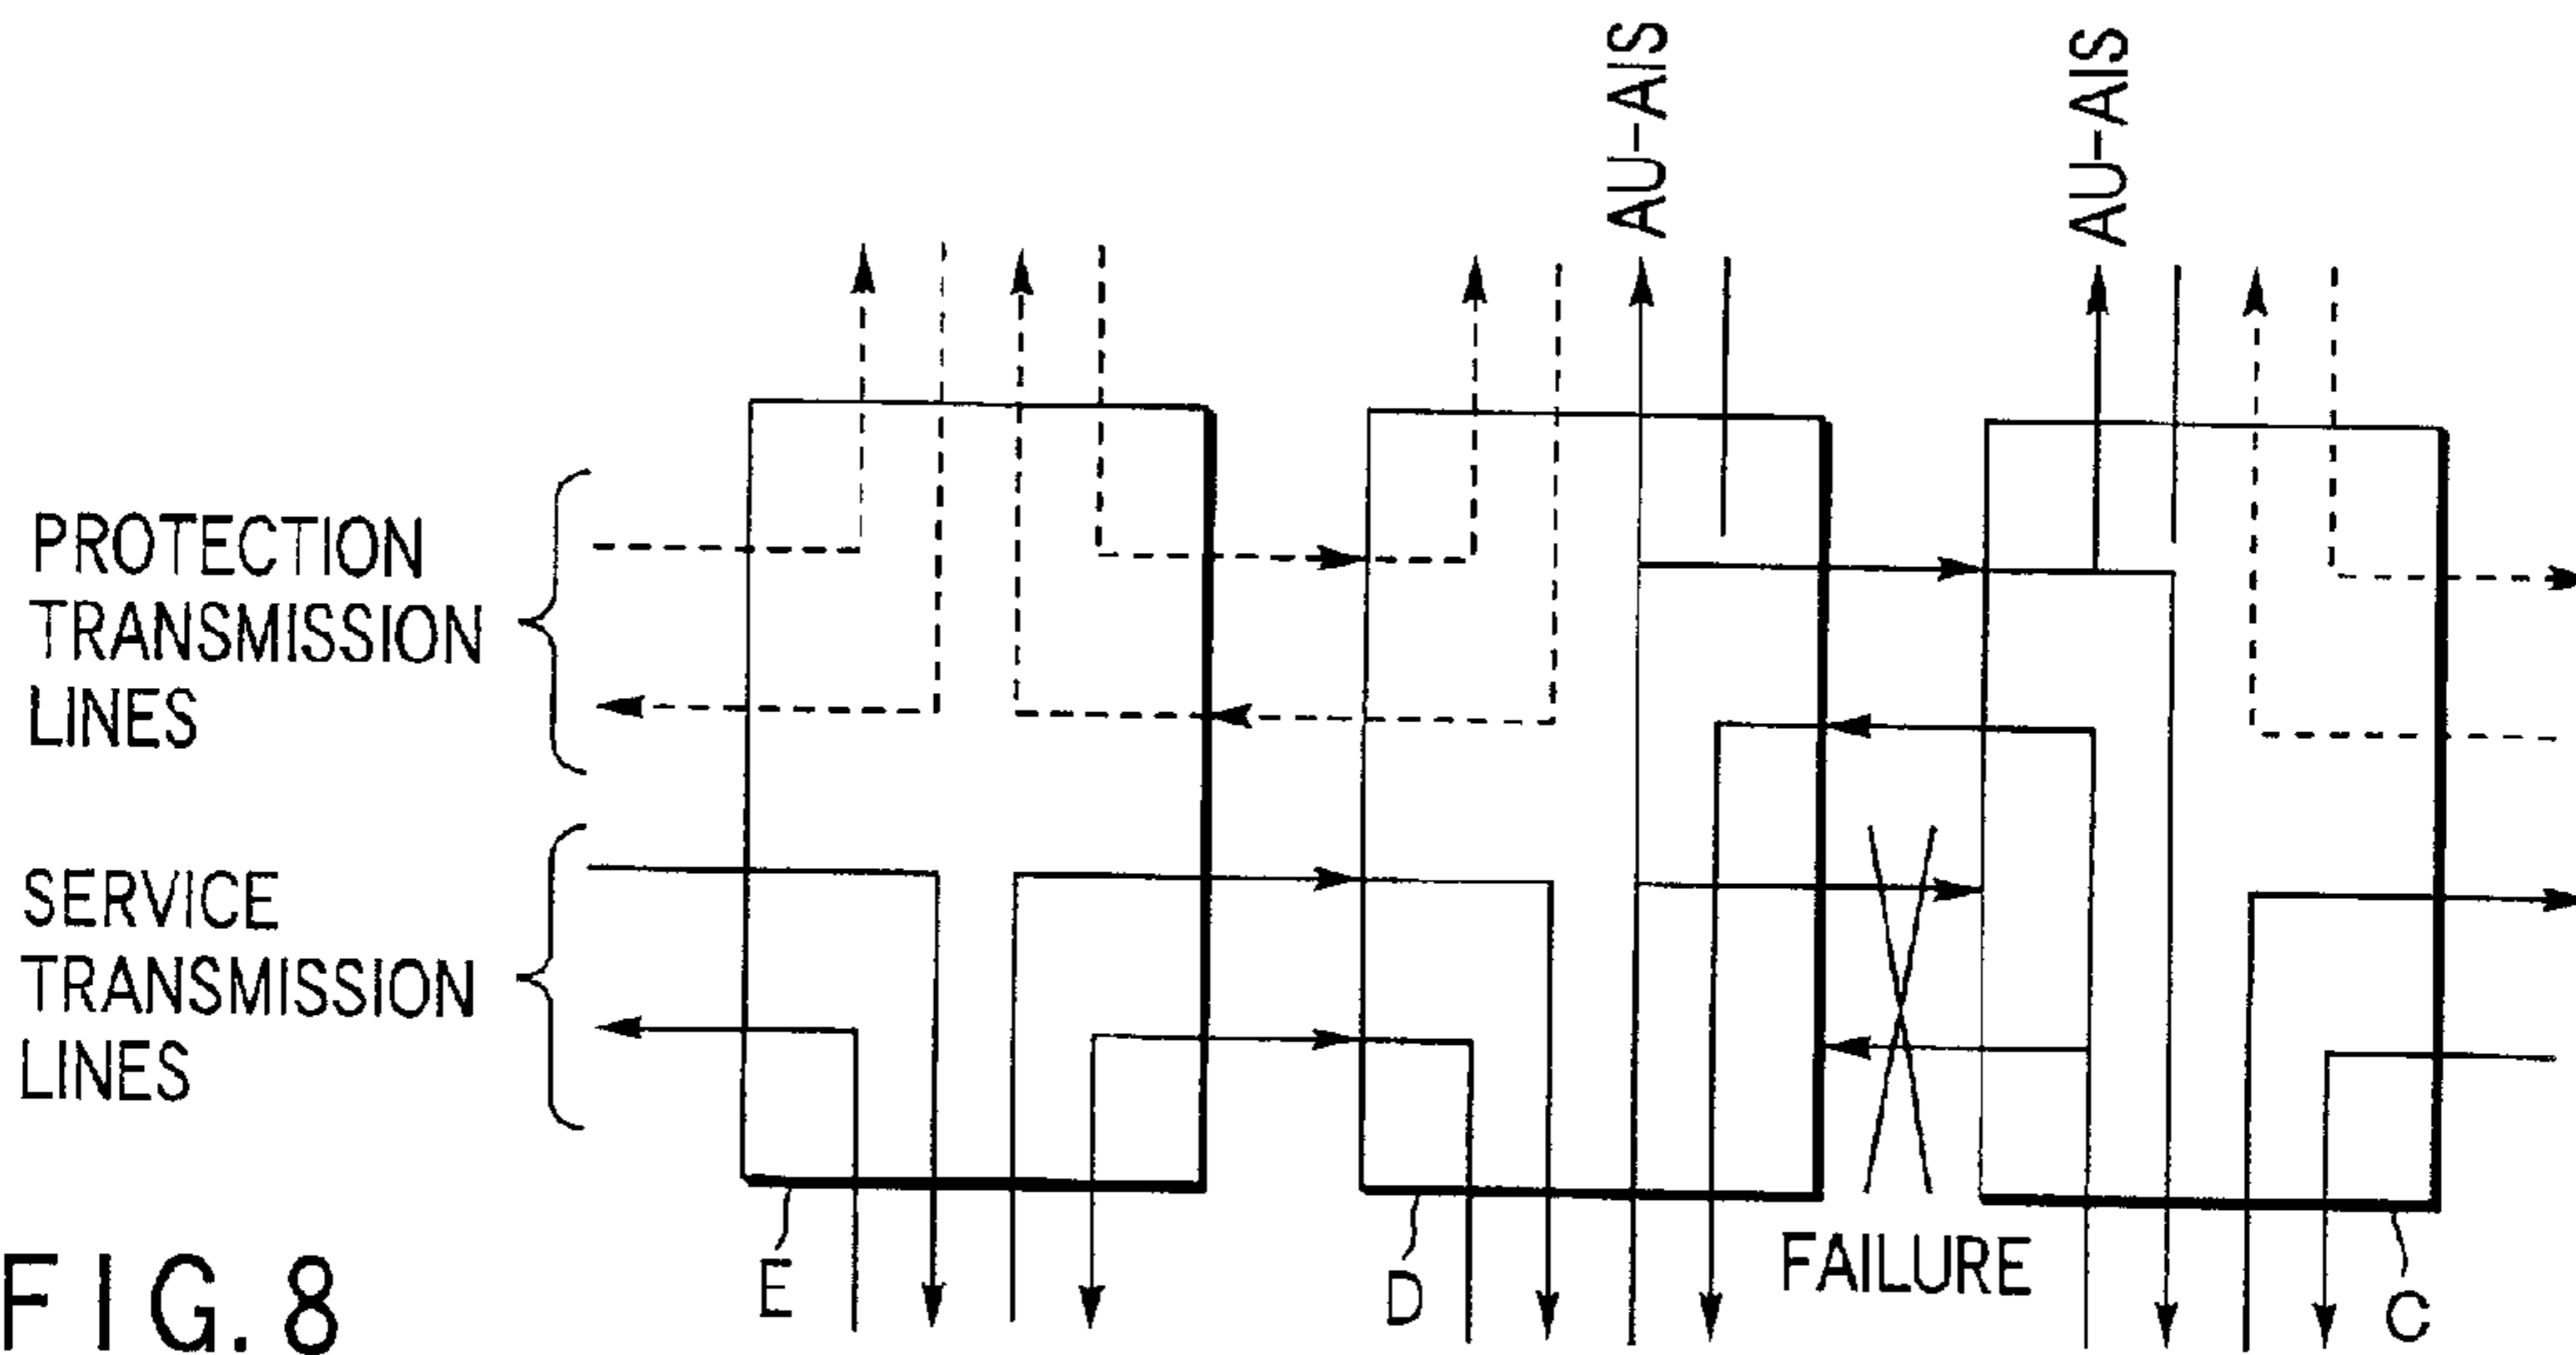 AU-AIS
AU-AIS
PROTECTION
TRANSMISSION
LINES
SERVICE
TRANSMISSION
LINES
E
D
FAILURE
C
FIG. 8